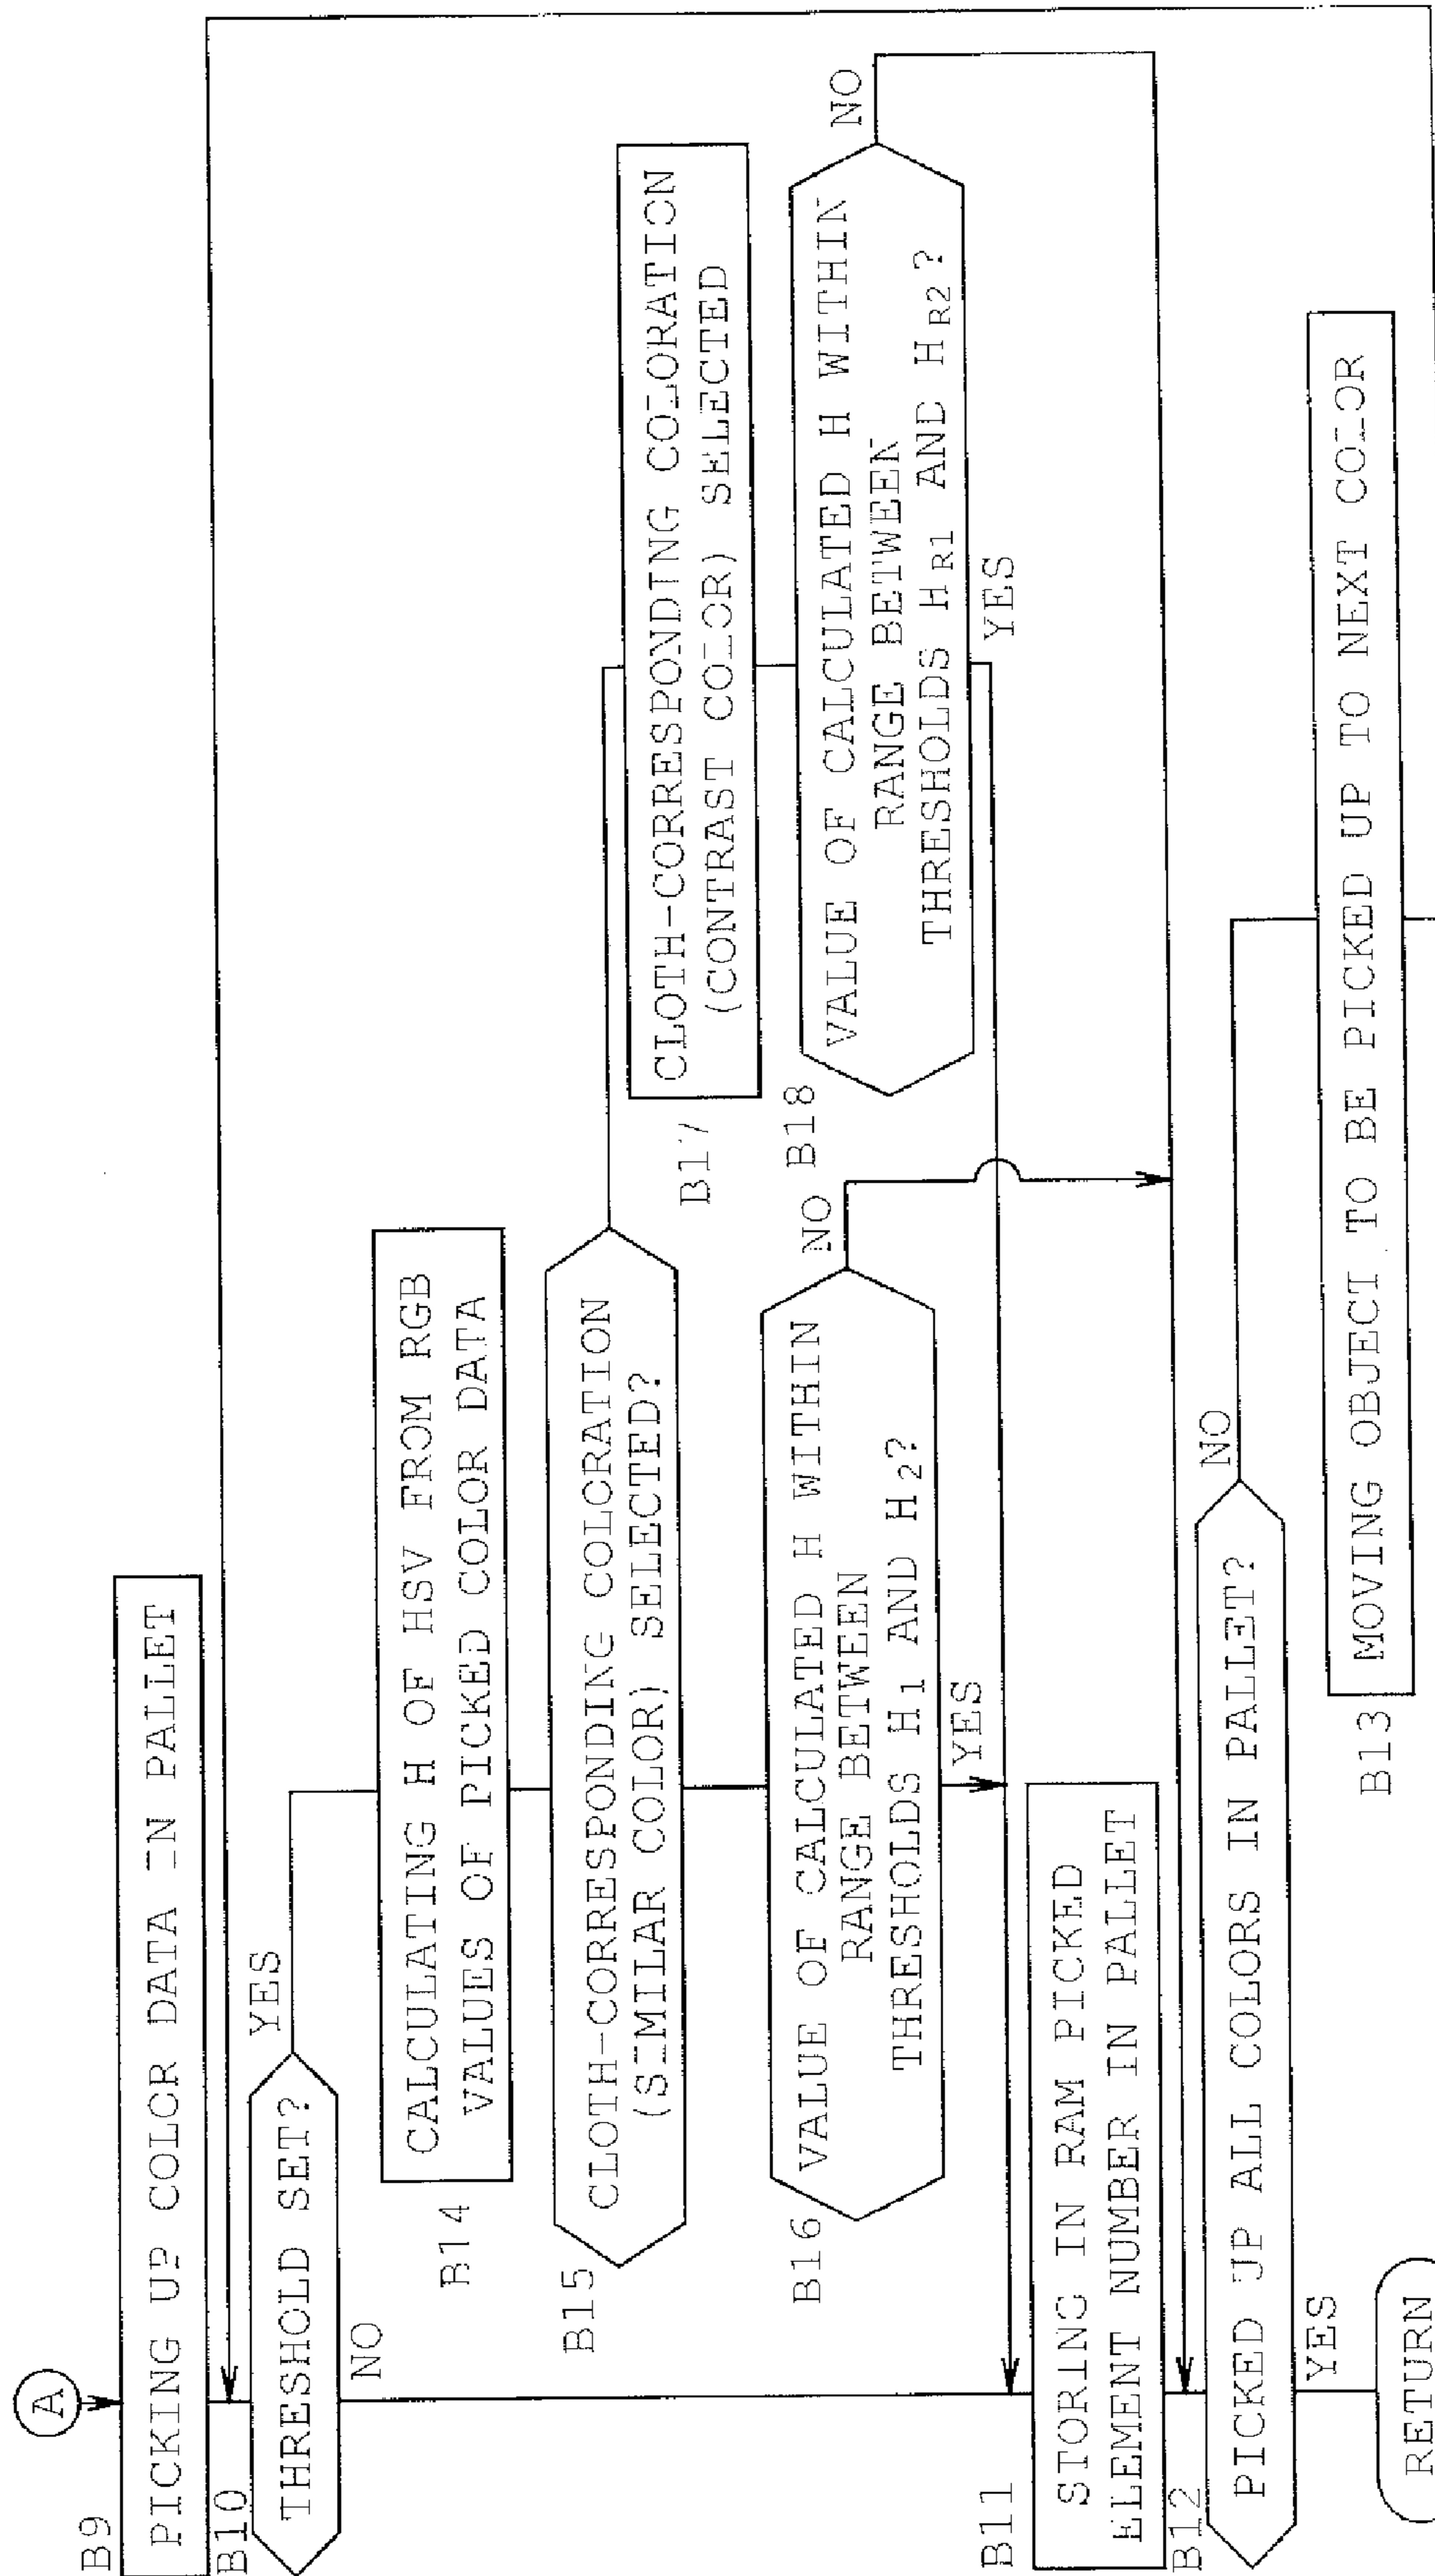 A
B9
PICKING UP COLOR DATA IN PALLET
B10
THRESHOLD SET?
YES
NO
B14
CALCULATING H OF HSV FROM RGB
VALUES OF PICKED COLOR DATA
B15
CLOTH-CORRESPONDING COLORATION
(SIMILAR COLOR) SELECTED?
B17
CLOTH-CORRESPONDING COLORATION
(CONTRAST COLOR) SELECTED
B16
VALUE OF CALCULATED H WITHIN
RANGE BETWEEN
THRESHOLDS H1 AND H2?
NO
YES
B18
VALUE OF CALCULATED H WITHIN
RANGE BETWEEN
THRESHOLDS HR1 AND HR2?
NO
YES
B11
STORING IN RAM PICKED
ELEMENT NUMBER IN PALLET
B12
PICKED UP ALL COLORS IN PALLET?
NO
YES
B13
MOVING OBJECT TO BE PICKED UP TO NEXT COLOR
RETURN